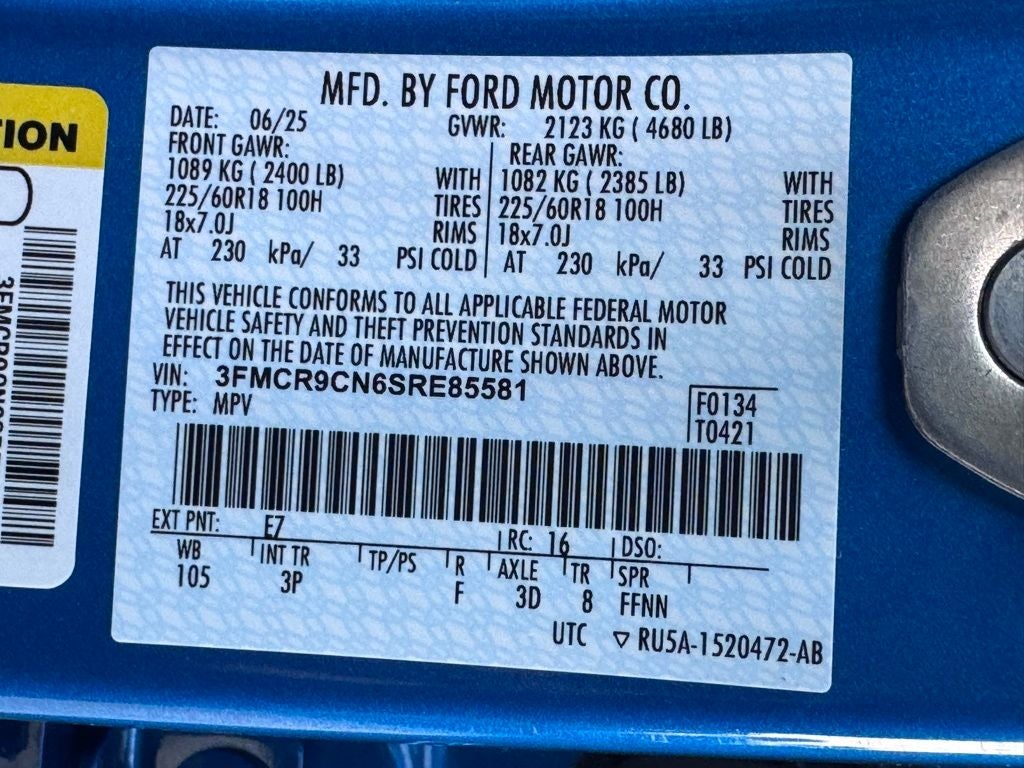 TION
MFD. BY FORD MOTOR CO.
DATE: 06/25 GVWR: 2123 KG ( 4680 LB)
FRONT GAWR: REAR GAWR:
1089 KG ( 2400 LB) WITH 1082 KG ( 2385 LB) WITH
225/60R18 100H TIRES 225/60R18 100H TIRES
18x7.0J RIMS 18x7.0J RIMS
AT 230 kPa/ 33 PSI COLD AT 230 kPa/ 33 PSI COLD
THIS VEHICLE CONFORMS TO ALL APPLICABLE FEDERAL MOTOR
VEHICLE SAFETY AND THEFT PREVENTION STANDARDS IN
EFFECT ON THE DATE OF MANUFACTURE SHOWN ABOVE.
VIN: 3FMCR9CN6SRE85581
TYPE: MPV
F0134
T0421
EXT PNT: E7 RC: 16 DSO:
WB INT TR TP/PS R AXLE TR SPR
105 3P F 3D 8 FFNN
UTC ▽ RU5A-1520472-AB